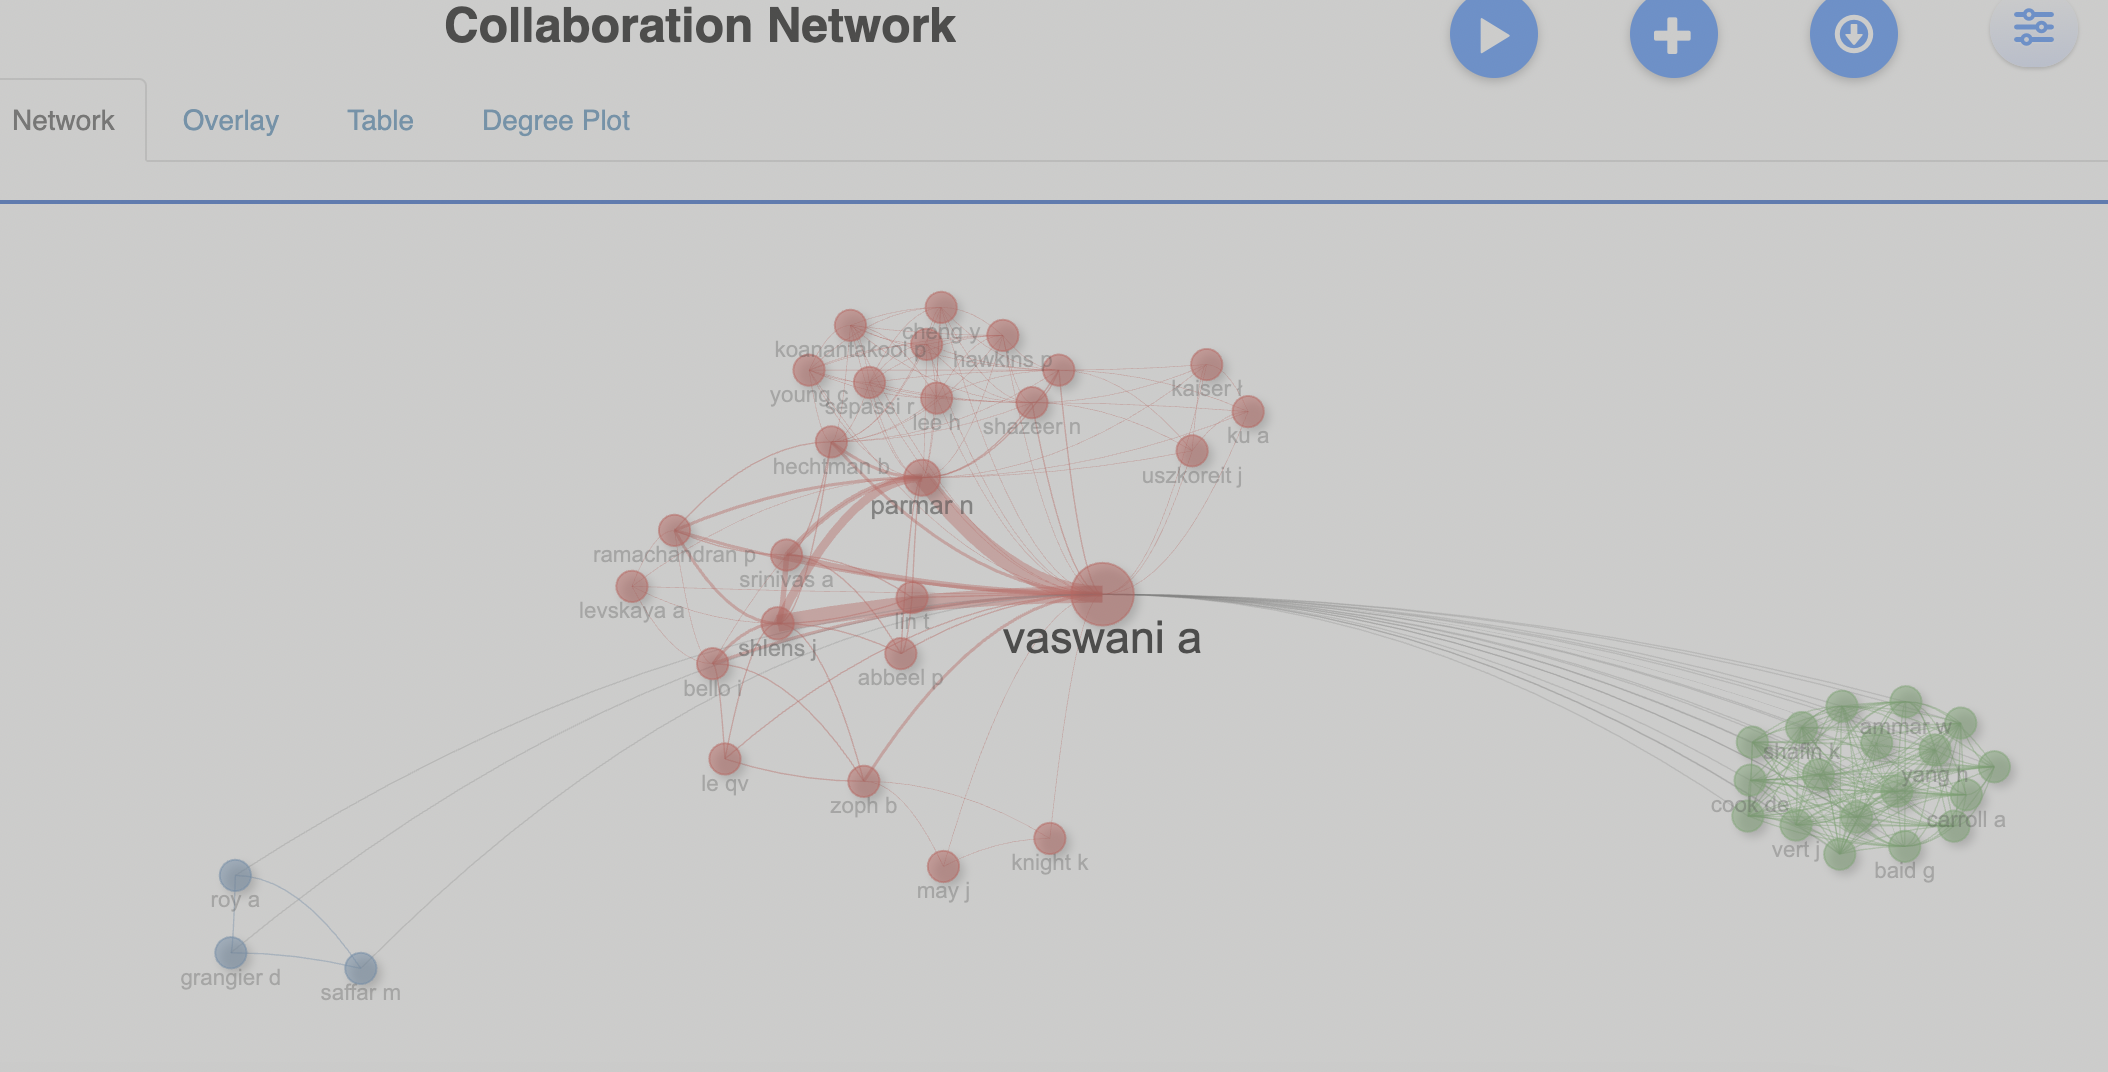 Collaboration Network
Network
Overlay
Table
Degree Plot
cheng y
koanantakool p
hawkins p
young c
sepassi r
lee h
shazeer n
kaiser ł
ku a
uszkoreit j
hechtman b
parmar n
ramachandran p
srinivas a
levskaya a
lin t
shlens j
vaswani a
abbeel p
bello i
le qv
zoph b
knight k
may j
ammar w
shafin k
yang h
cook de
carroll a
vert j
baid g
roy a
grangier d
saffar m